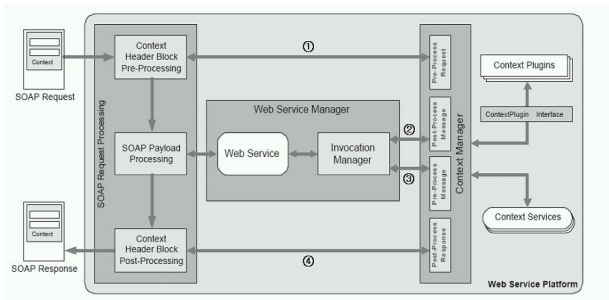 Context
SOAP Request
SOAP Request Processing
Context
Header Block
Pre-Processing
①
Pre-Process
Request
Context Plugins
ContextPlugin Interface
Web Service Manager
SOAP Payload
Processing
Web Service
Invocation
Manager
②
Post-Process
Message
③
Pre-Process
Message
Context Manager
Context Services
Context
SOAP Response
Context
Header Block
Post-Processing
④
Post-Process
Response
Web Service Platform